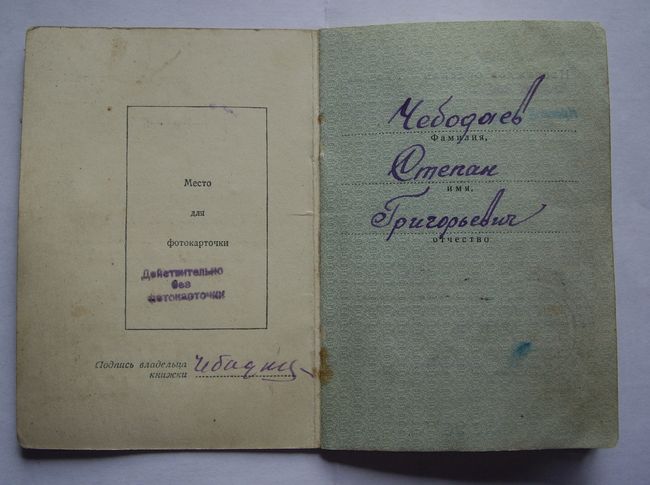 Место
для
фотокарточки
Действительно
без
фотокарточки
Подпись владельца
книжки
Чебодаев
Фамилия,
Степан
имя,
Григорьевич
отчество